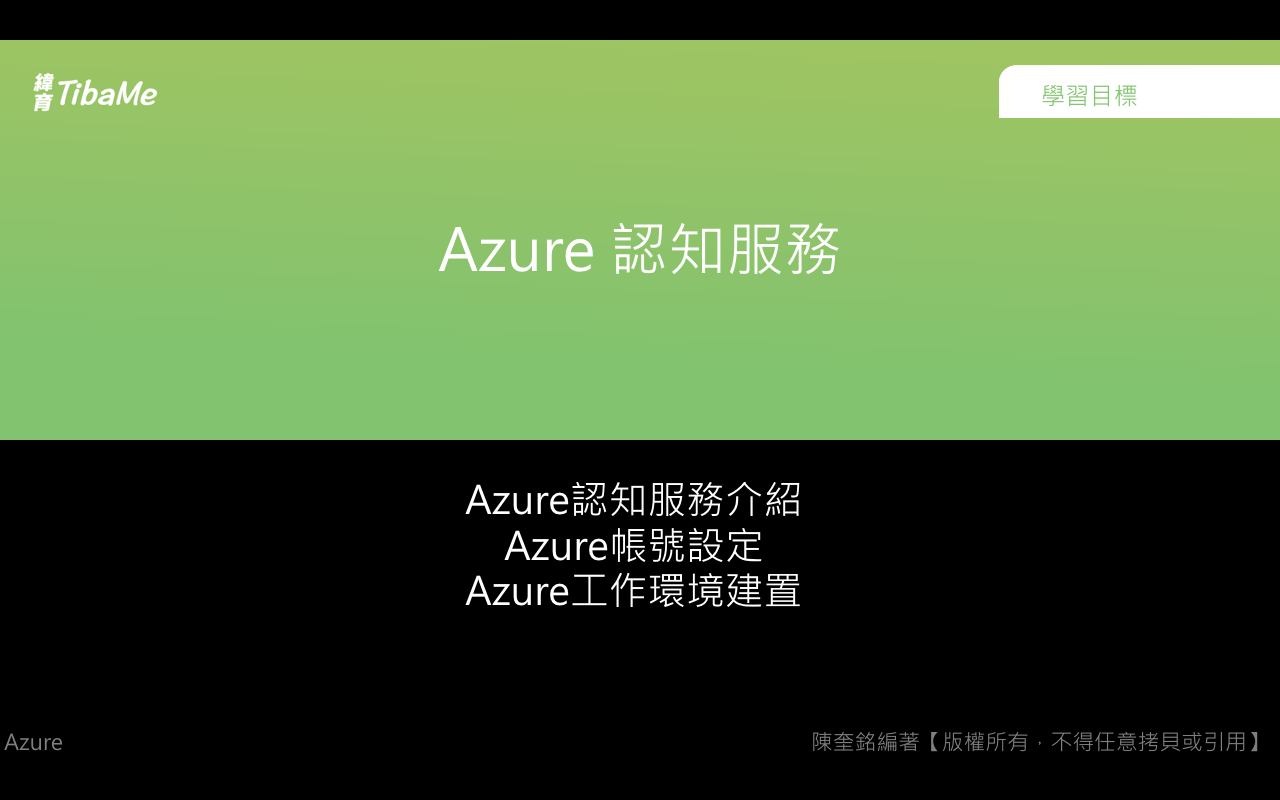 緯育 TibaMe
學習目標
Azure 認知服務
Azure認知服務介紹
Azure帳號設定
Azure工作環境建置
Azure
陳奎銘編著【版權所有，不得任意拷貝或引用】